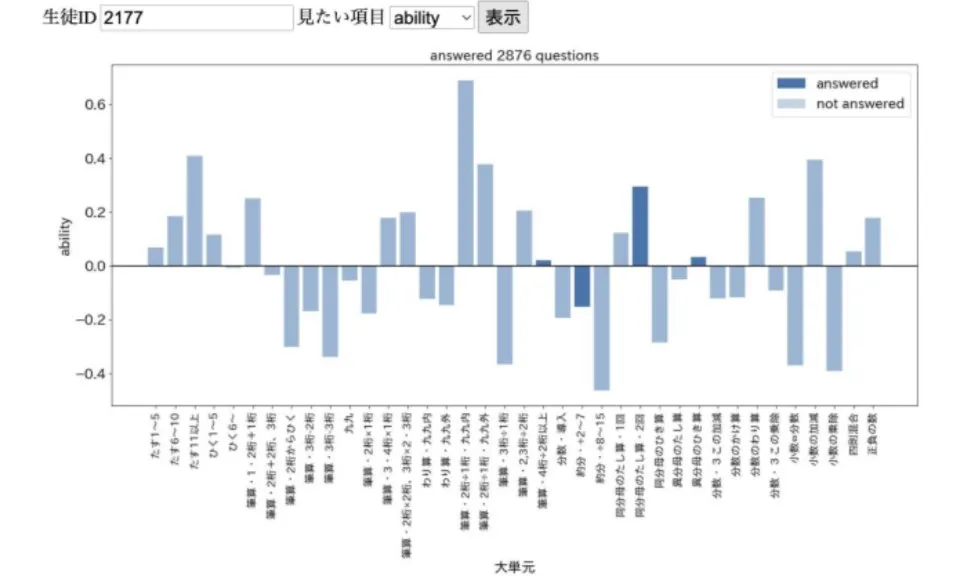 生徒ID 2177 見たい項目 ability 表示
answered 2876 questions
answered
not answered
0.6
0.4
0.2
0.0
−0.2
−0.4
ability
たす1~5
たす6~10
たす11以上
ひく1~5
ひく6~
筆算・1・2桁+1桁
筆算・2桁+2桁、3桁
筆算・2桁からひく
筆算・3桁-2桁
筆算・3桁-3桁
九九
筆算・2桁×1桁
筆算・3・4桁×1桁
筆算・2桁×2桁、3桁×2・3桁
わり算・九九内
わり算・九九外
筆算・2桁÷1桁・九九内
筆算・2桁÷1桁・九九外
筆算・3桁÷1桁
筆算・2,3桁÷2桁
筆算・4桁÷2桁以上
分数・導入
約分・÷2~7
約分・÷8~15
同分母のたし算・1回
同分母のたし算・2回
同分母のひき算
異分母のたし算
異分母のひき算
分数・3この加減
分数のかけ算
分数のわり算
分数・3この乗除
小数⇔分数
小数の加減
小数の乗除
四則混合
正負の数
大単元